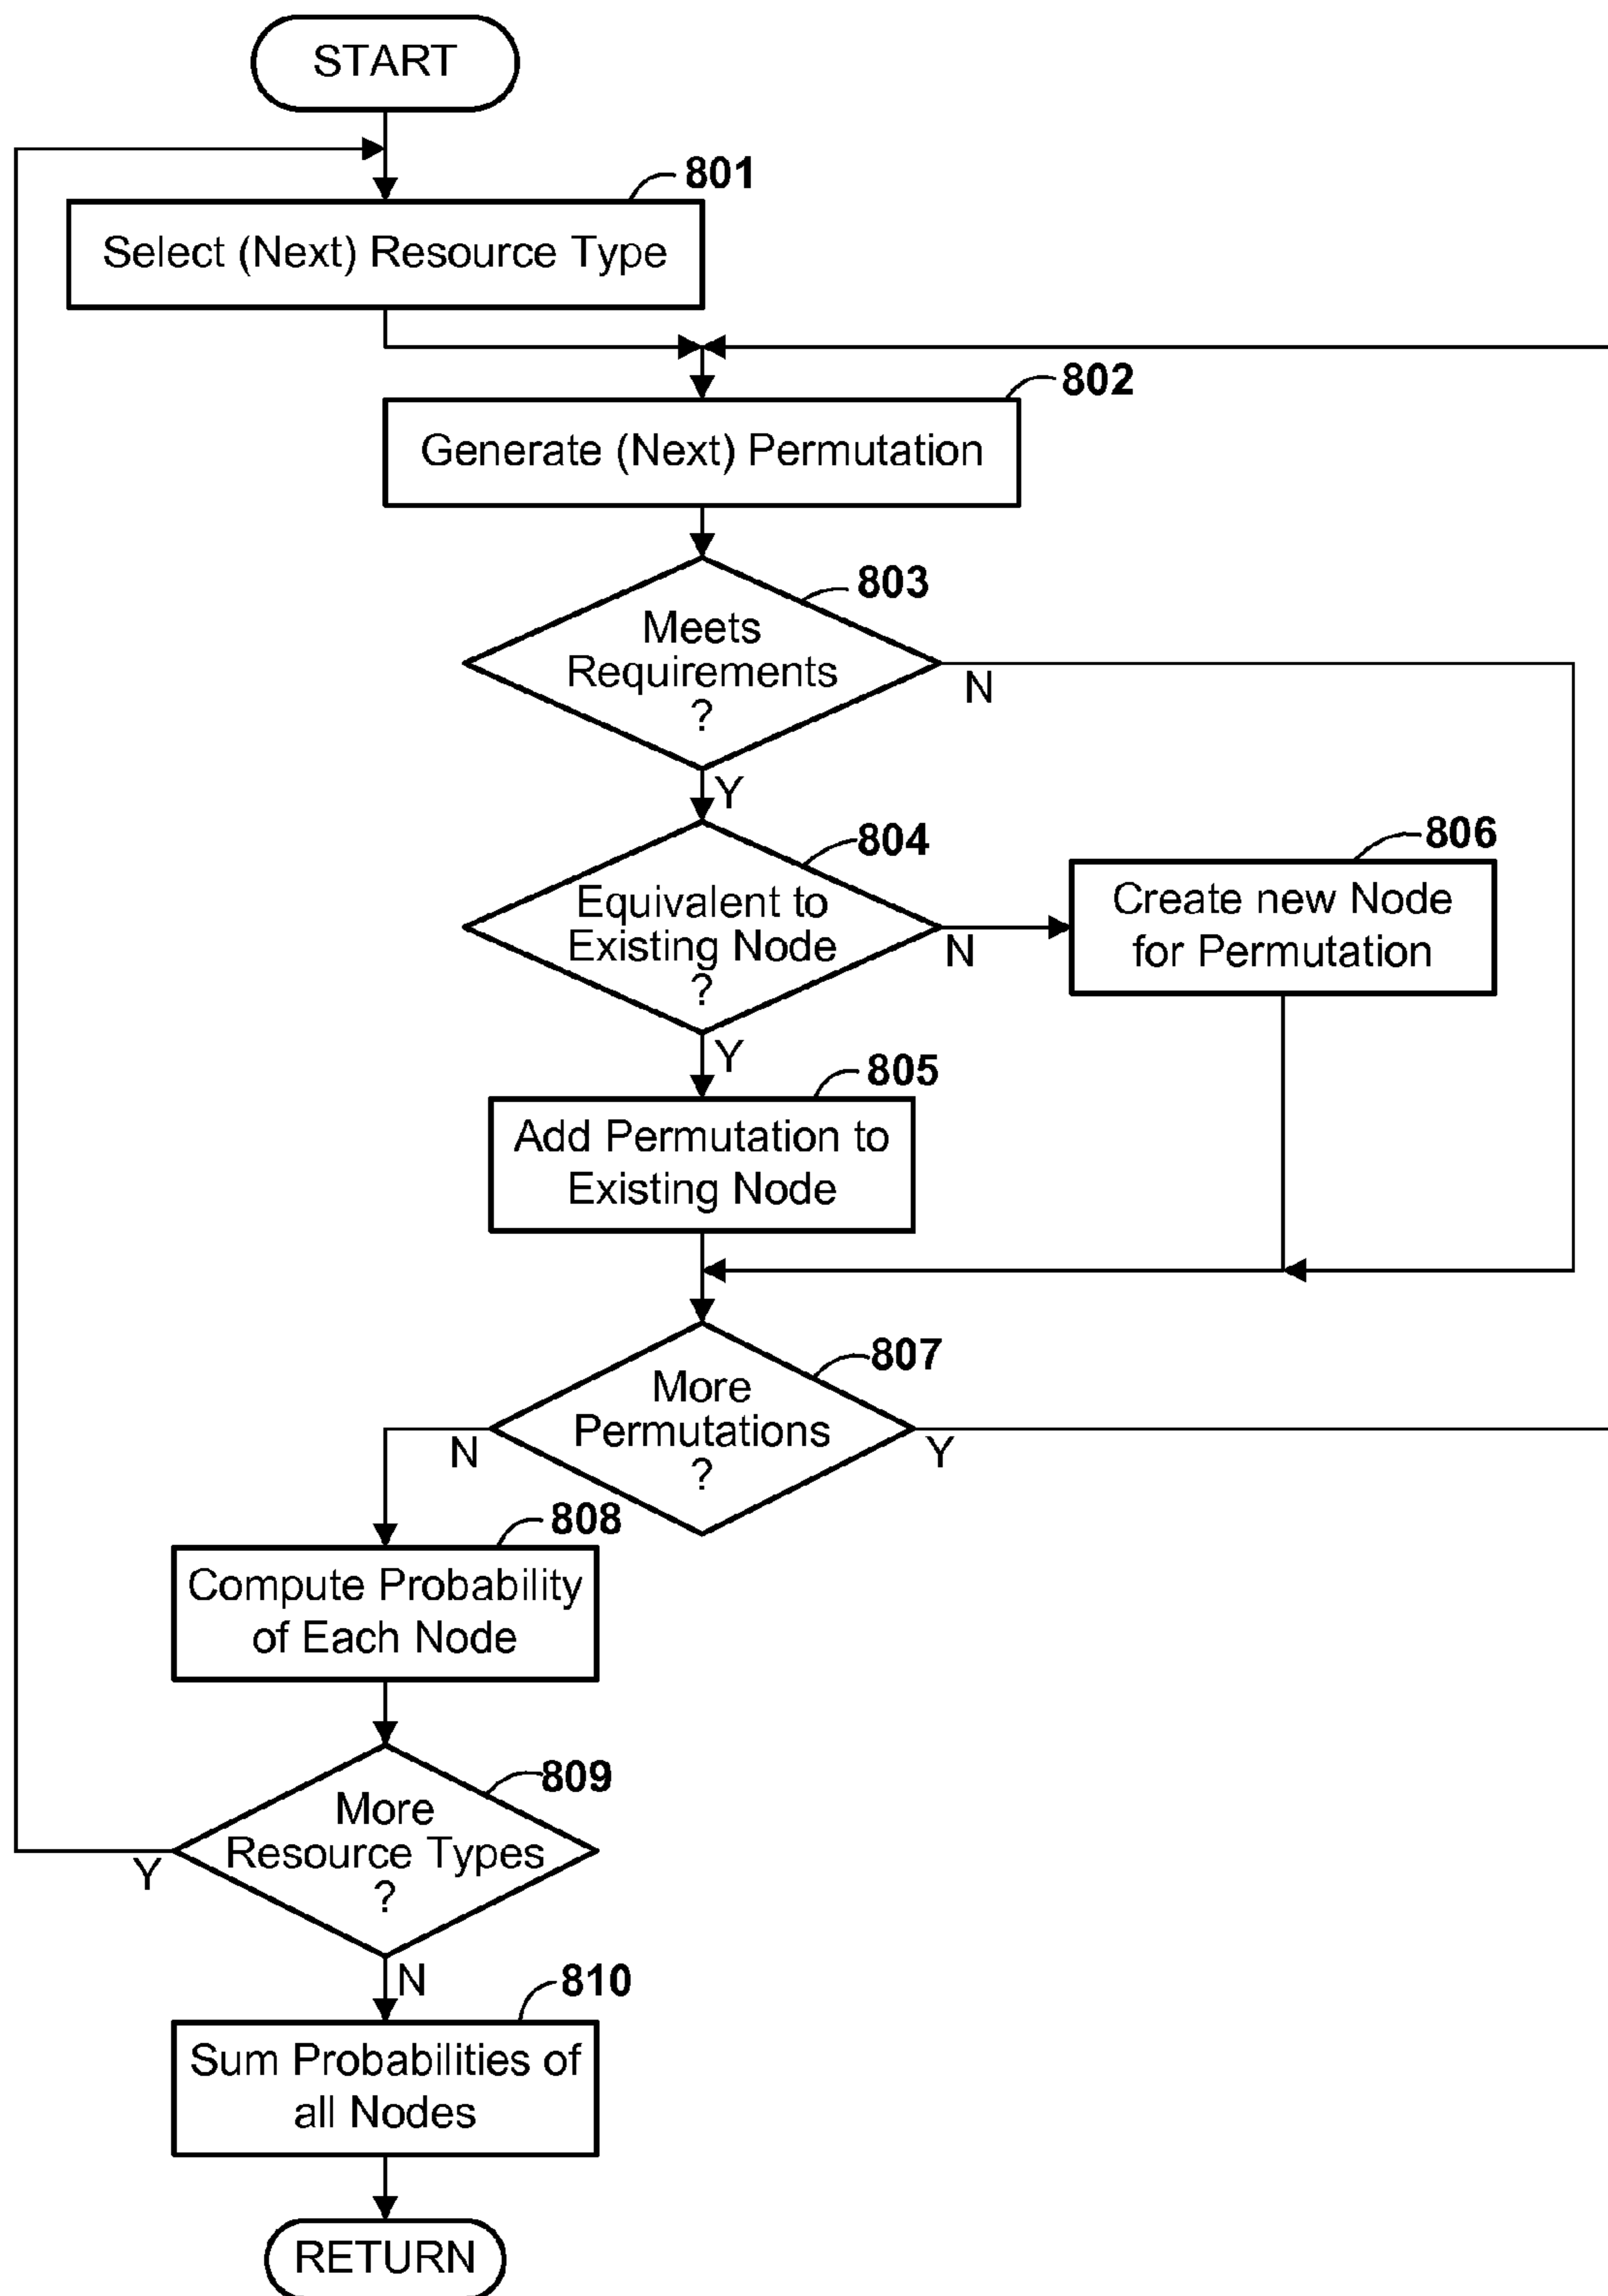 START
801
Select (Next) Resource Type
802
Generate (Next) Permutation
803
Meets
Requirements
?
N
Y
804
Equivalent to
Existing Node
?
N
806
Create new Node
for Permutation
Y
805
Add Permutation to
Existing Node
807
More
Permutations
?
N
Y
808
Compute Probability
of Each Node
809
More
Resource Types
?
Y
N
810
Sum Probabilities of
all Nodes
RETURN